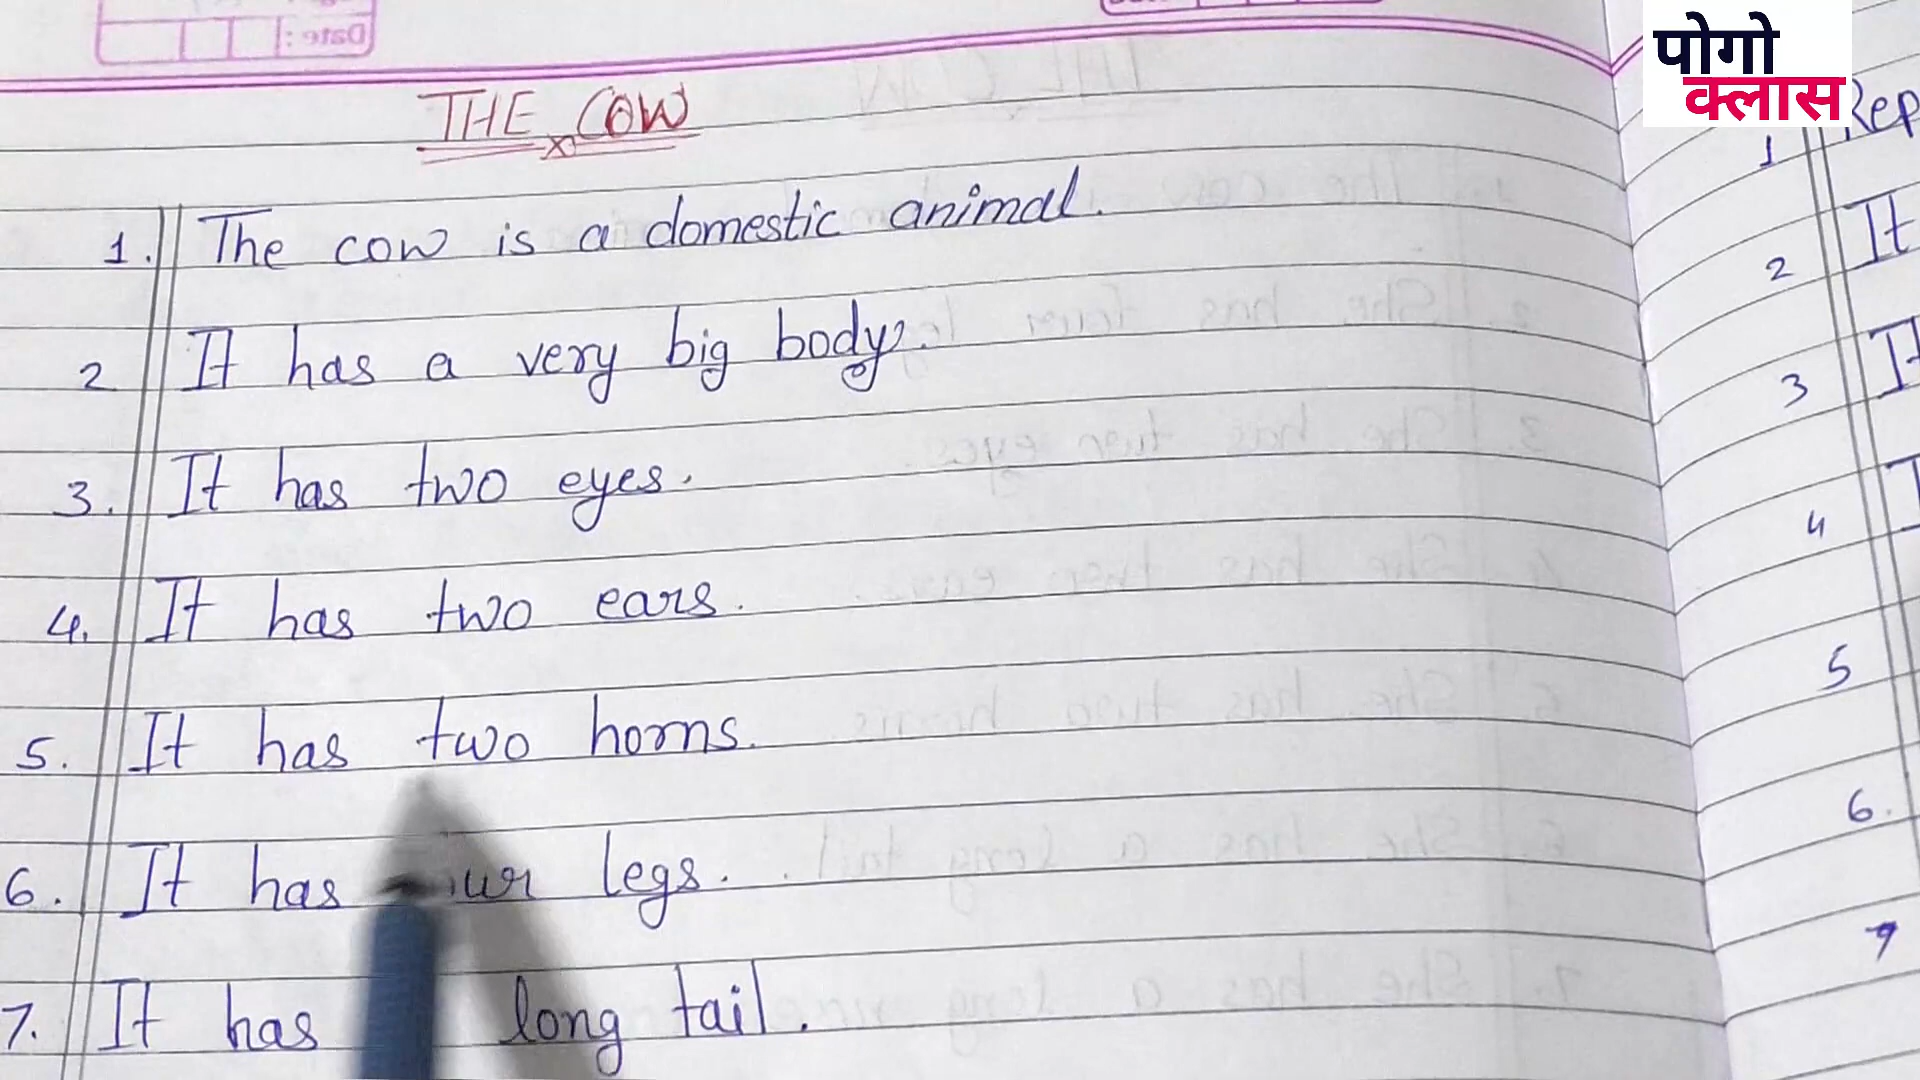 Date:
पोगो
क्लास
THE COW
1. The cow is a domestic animal.
2 It has a very big body.
3. It has two eyes.
4. It has two ears.
5. It has two horns.
6. It has legs.
7. It has long tail.
1
2 It
3 It
4
5
6.
7